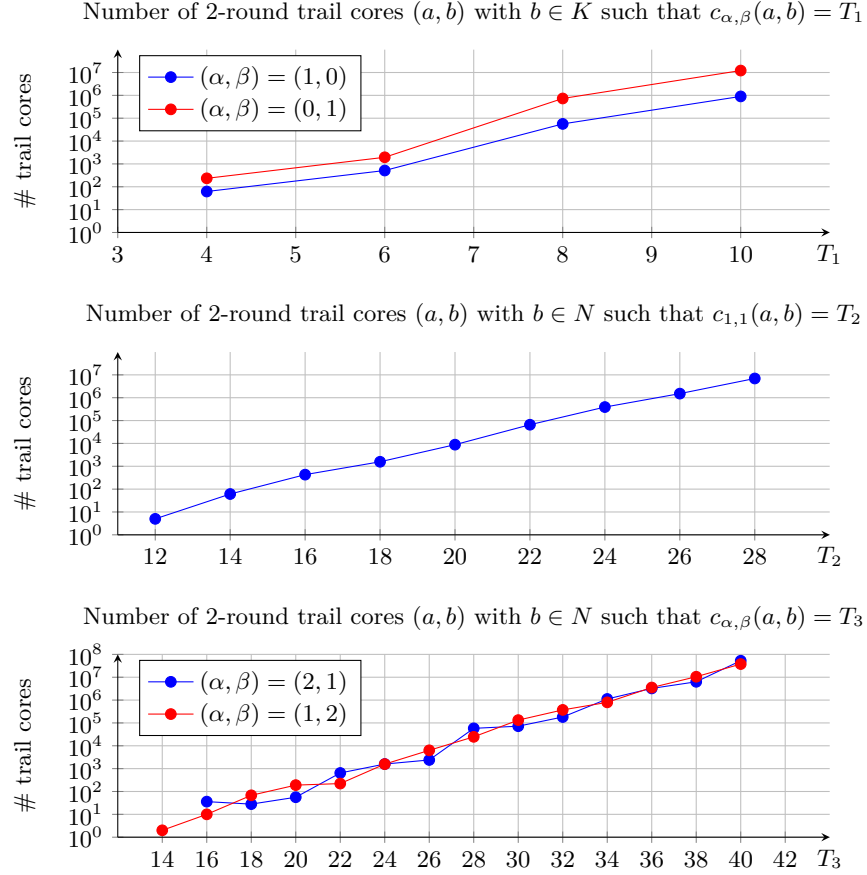 Number of 2-round trail cores (a, b) with b ∈ K such that c_{α,β}(a, b) = T_1
# trail cores
(α, β) = (1, 0)
(α, β) = (0, 1)
10^7
10^6
10^5
10^4
10^3
10^2
10^1
10^0
3 4 5 6 7 8 9 10 T_1
Number of 2-round trail cores (a, b) with b ∈ N such that c_{1,1}(a, b) = T_2
# trail cores
10^7
10^6
10^5
10^4
10^3
10^2
10^1
10^0
12 14 16 18 20 22 24 26 28 T_2
Number of 2-round trail cores (a, b) with b ∈ N such that c_{α,β}(a, b) = T_3
# trail cores
(α, β) = (2, 1)
(α, β) = (1, 2)
10^8
10^7
10^6
10^5
10^4
10^3
10^2
10^1
10^0
14 16 18 20 22 24 26 28 30 32 34 36 38 40 42 T_3